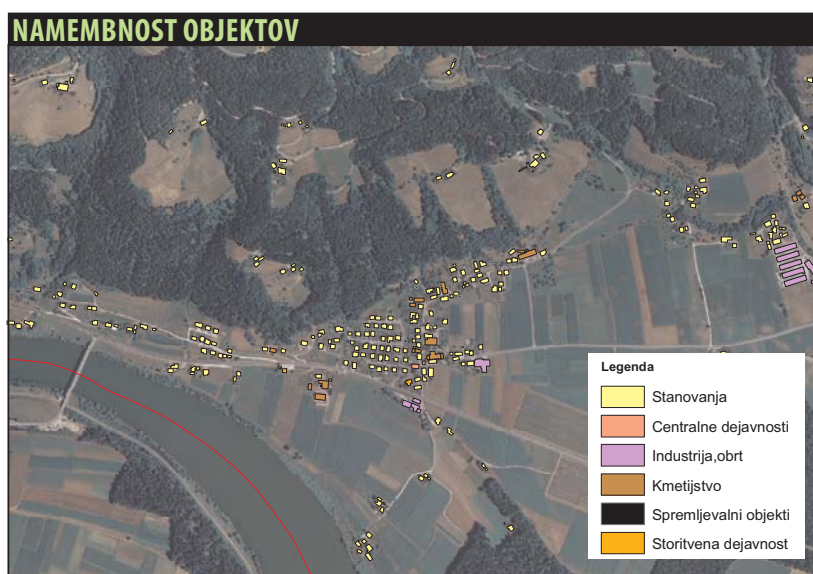 NAMEMBNOST OBJEKTOV
Legenda
Stanovanja
Centralne dejavnosti
Industrija,obrt
Kmetijstvo
Spremljevalni objekti
Storitvena dejavnost